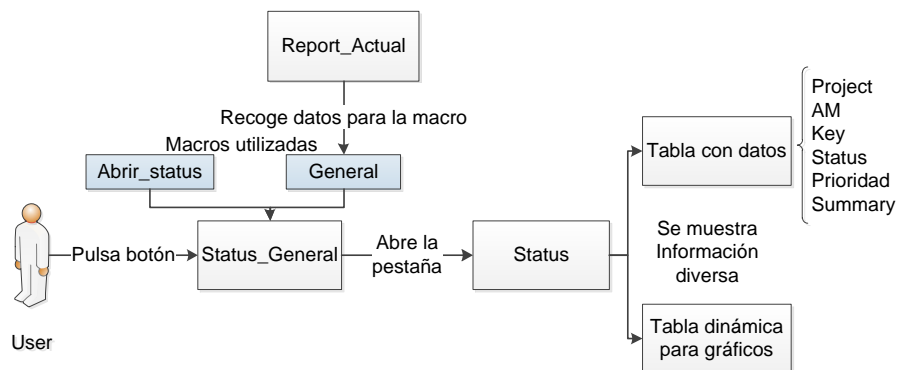 Report_Actual
Recoge datos para la macro
Macros utilizadas
Abrir_status
General
Pulsa botón
Status_General
Abre la
pestaña
Status
Tabla con datos
Project
AM
Key
Status
Prioridad
Summary
Se muestra
Información
diversa
Tabla dinámica
para gráficos
User